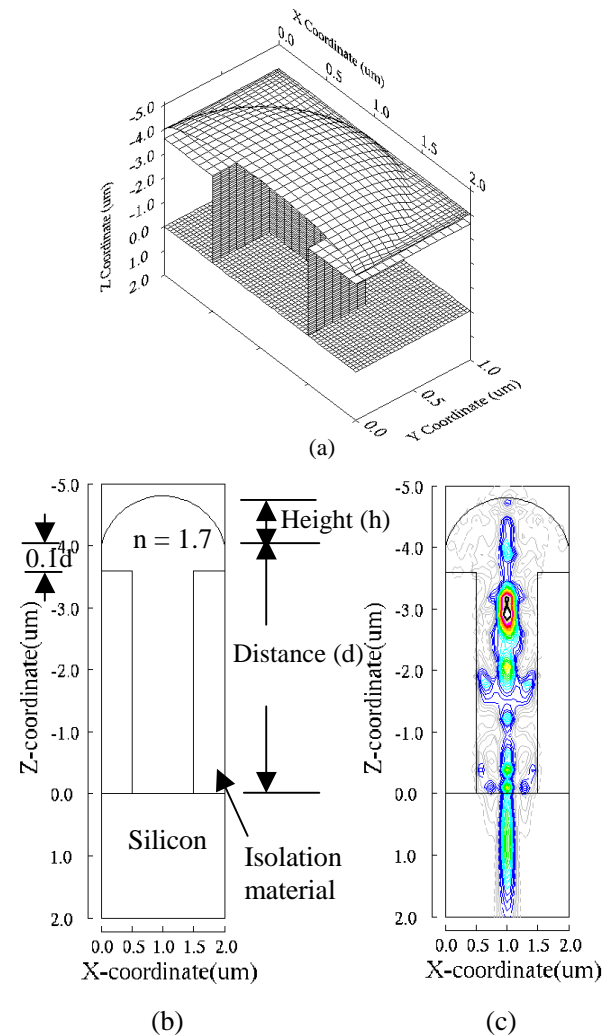 X Coordinate (um)
0.0
0.5
1.0
1.5
2.0
-5.0
-4.0
-3.0
-2.0
-1.0
0.0
1.0
2.0
Z Coordinate (um)
0.0
0.5
1.0
Y Coordinate (um)
(a)
-5.0
4.0
-3.0
-2.0
-1.0
0.0
1.0
2.0
Z-coordinate(um)
0.1d
n = 1.7
Height (h)
Distance (d)
Silicon
Isolation
material
0.0 0.5 1.0 1.5 2.0
X-coordinate(um)
(b)
-5.0
-4.0
-3.0
-2.0
-1.0
0.0
1.0
2.0
0.0 0.5 1.0 1.5 2.0
X-coordinate(um)
(c)